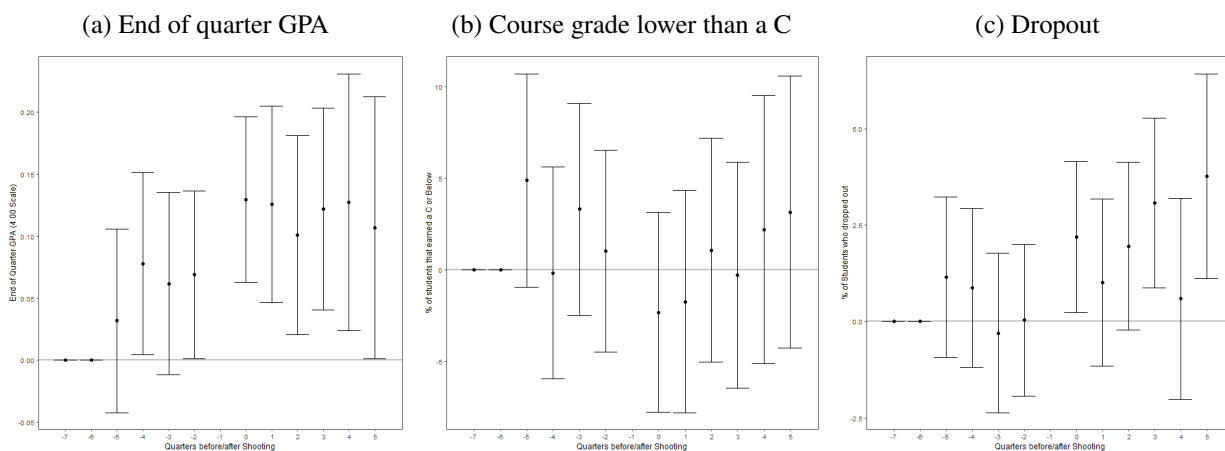 (a) End of quarter GPA
(b) Course grade lower than a C
(c) Dropout
End of Quarter GPA (4.00 Scale)
0.20
0.15
0.10
0.05
0.00
-0.05
-7 -6 -5 -4 -3 -2 -1 0 1 2 3 4 5
Quarters before/after Shooting
% of students that earned a C or Below
10
5
0
-5
-7 -6 -5 -4 -3 -2 -1 0 1 2 3 4 5
Quarters before/after Shooting
% of Students who dropped out
5.0
2.5
0.0
-2.5
-7 -6 -5 -4 -3 -2 -1 0 1 2 3 4 5
Quarters before/after Shooting